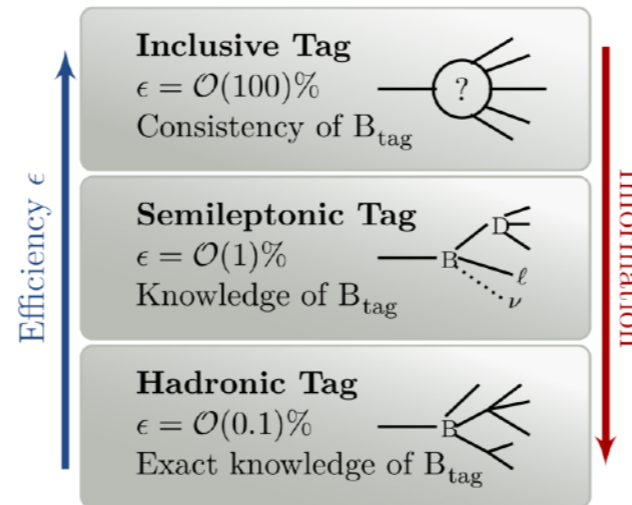 Efficiency ϵ
Inclusive Tag
ϵ = O(100)%
Consistency of B_tag
?
Semileptonic Tag
ϵ = O(1)%
Knowledge of B_tag
B
D
ℓ
ν
Hadronic Tag
ϵ = O(0.1)%
Exact knowledge of B_tag
B
Information